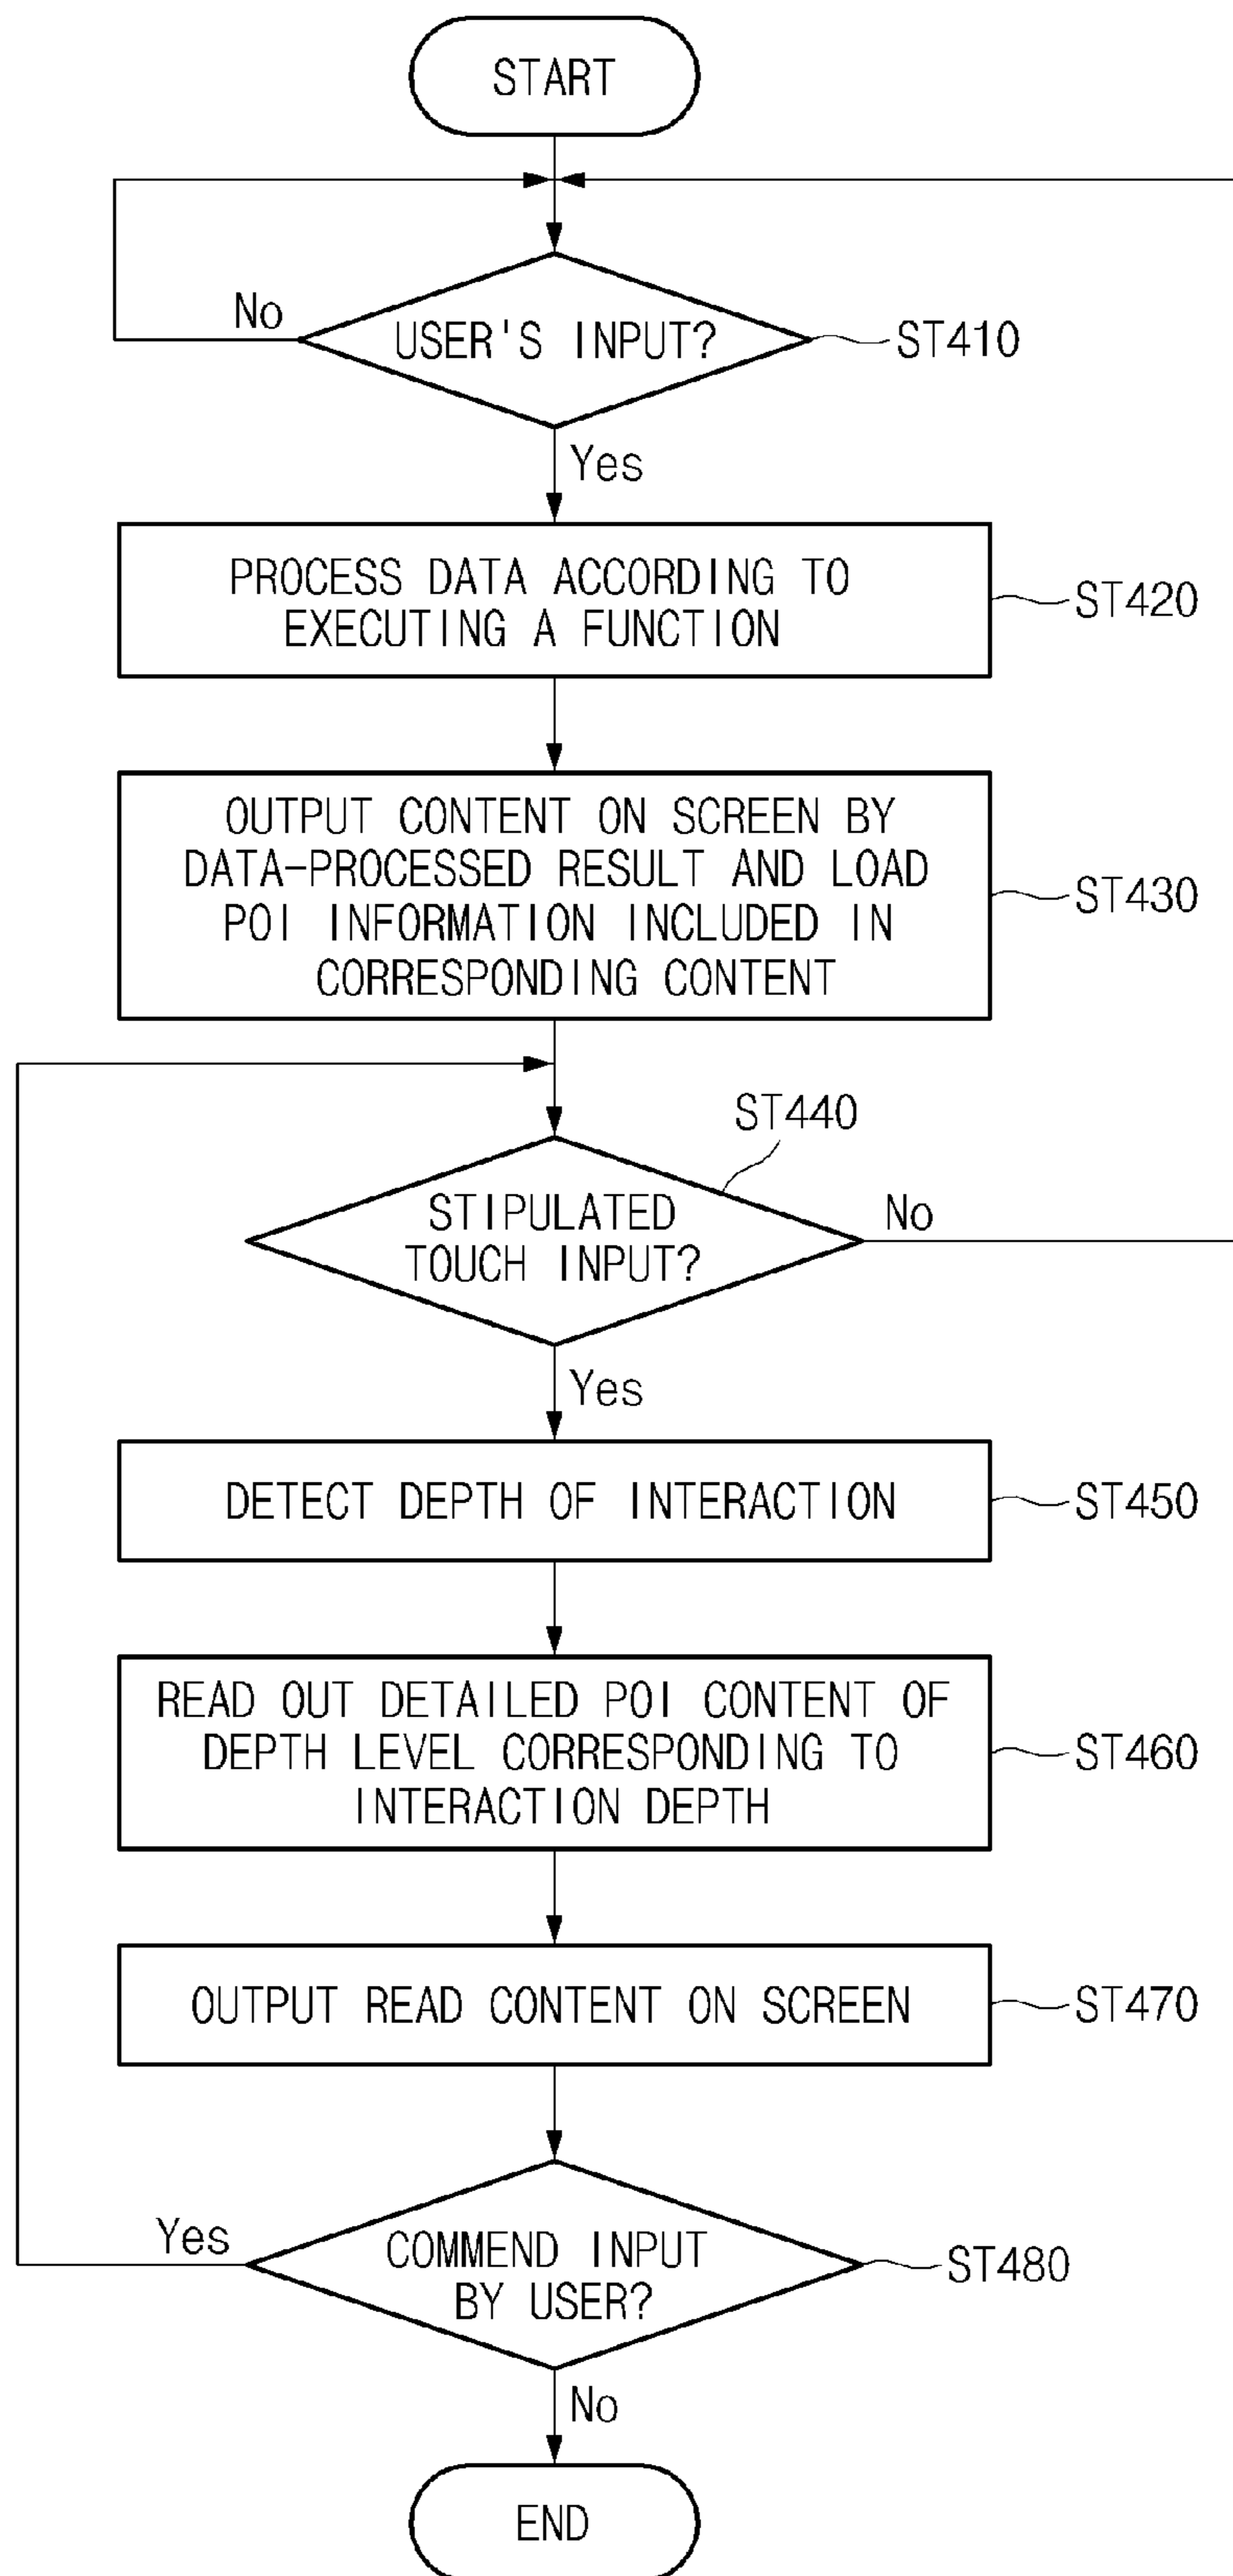 START
No
USER'S INPUT?
ST410
Yes
PROCESS DATA ACCORDING TO
EXECUTING A FUNCTION
ST420
OUTPUT CONTENT ON SCREEN BY
DATA-PROCESSED RESULT AND LOAD
POI INFORMATION INCLUDED IN
CORRESPONDING CONTENT
ST430
ST440
STIPULATED
TOUCH INPUT?
No
Yes
DETECT DEPTH OF INTERACTION
ST450
READ OUT DETAILED POI CONTENT OF
DEPTH LEVEL CORRESPONDING TO
INTERACTION DEPTH
ST460
OUTPUT READ CONTENT ON SCREEN
ST470
Yes
COMMEND INPUT
BY USER?
ST480
No
END